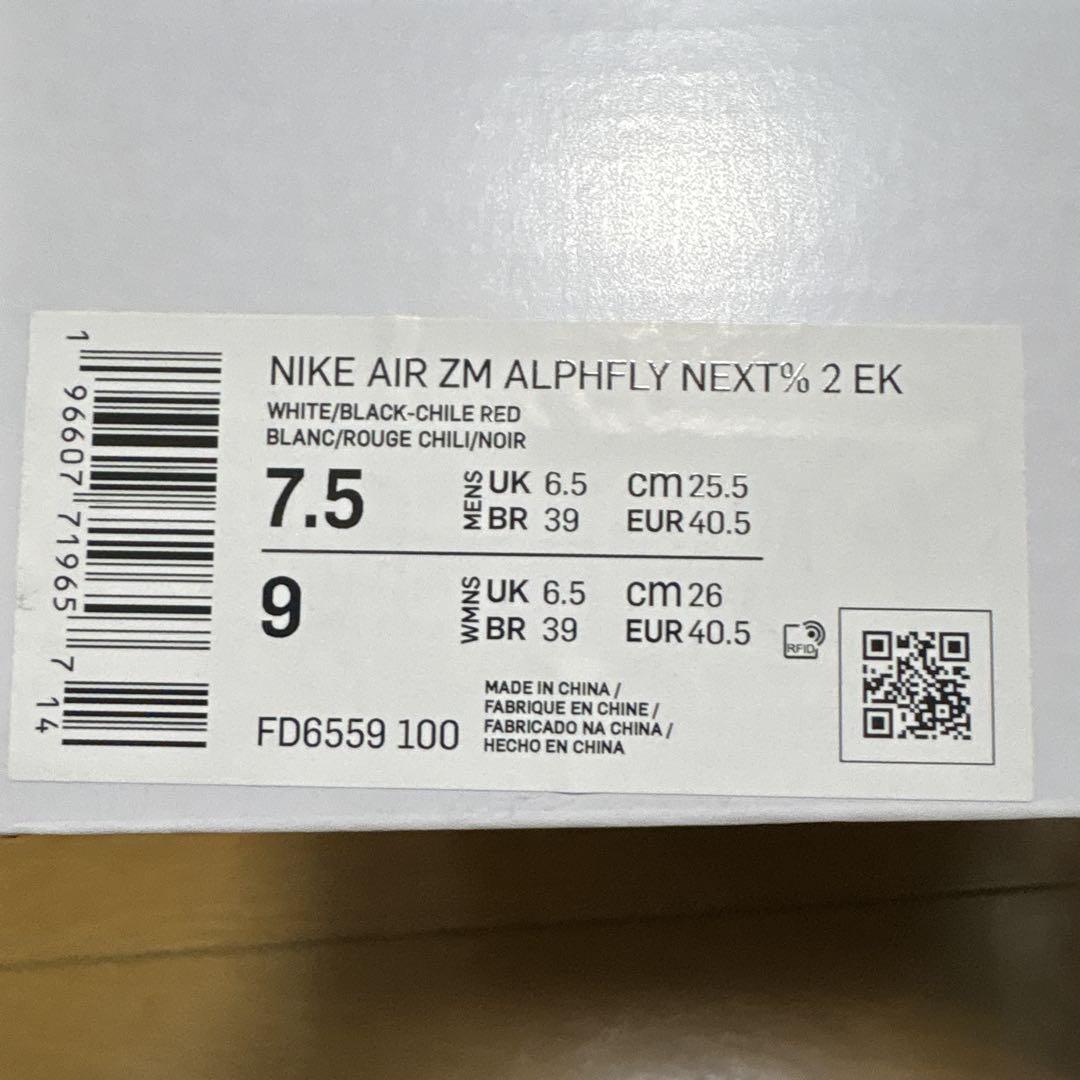 NIKE AIR ZM ALPHFLY NEXT% 2 EK
WHITE/BLACK-CHILE RED
BLANC/ROUGE CHILI/NOIR
7.5 MENS UK 6.5 cm 25.5
BR 39 EUR 40.5
9 WMNS UK 6.5 cm 26
BR 39 EUR 40.5
RFID
FD6559 100
MADE IN CHINA /
FABRIQUE EN CHINE /
FABRICADO NA CHINA /
HECHO EN CHINA
1 96607 71965 7 14